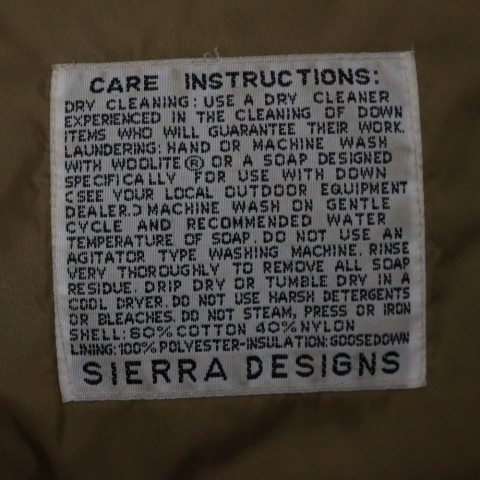 CARE INSTRUCTIONS:
DRY CLEANING: USE A DRY CLEANER
EXPERIENCED IN THE CLEANING OF DOWN
ITEMS WHO WILL GUARANTEE THEIR WORK.
LAUNDERING: HAND OR MACHINE WASH
WITH WOOLITE® OR A SOAP DESIGNED
SPECIFICALLY FOR USE WITH DOWN
(SEE YOUR LOCAL OUTDOOR EQUIPMENT
DEALER.) MACHINE WASH ON GENTLE
CYCLE AND RECOMMENDED WATER
TEMPERATURE OF SOAP. DO NOT USE AN
AGITATOR TYPE WASHING MACHINE. RINSE
VERY THOROUGHLY TO REMOVE ALL SOAP
RESIDUE. DRIP DRY OR TUMBLE DRY IN A
COOL DRYER. DO NOT USE HARSH DETERGENTS
OR BLEACHES. DO NOT STEAM, PRESS OR IRON
SHELL: 60% COTTON 40% NYLON
LINING: 100% POLYESTER-INSULATION: GOOSEDOWN
SIERRA DESIGNS